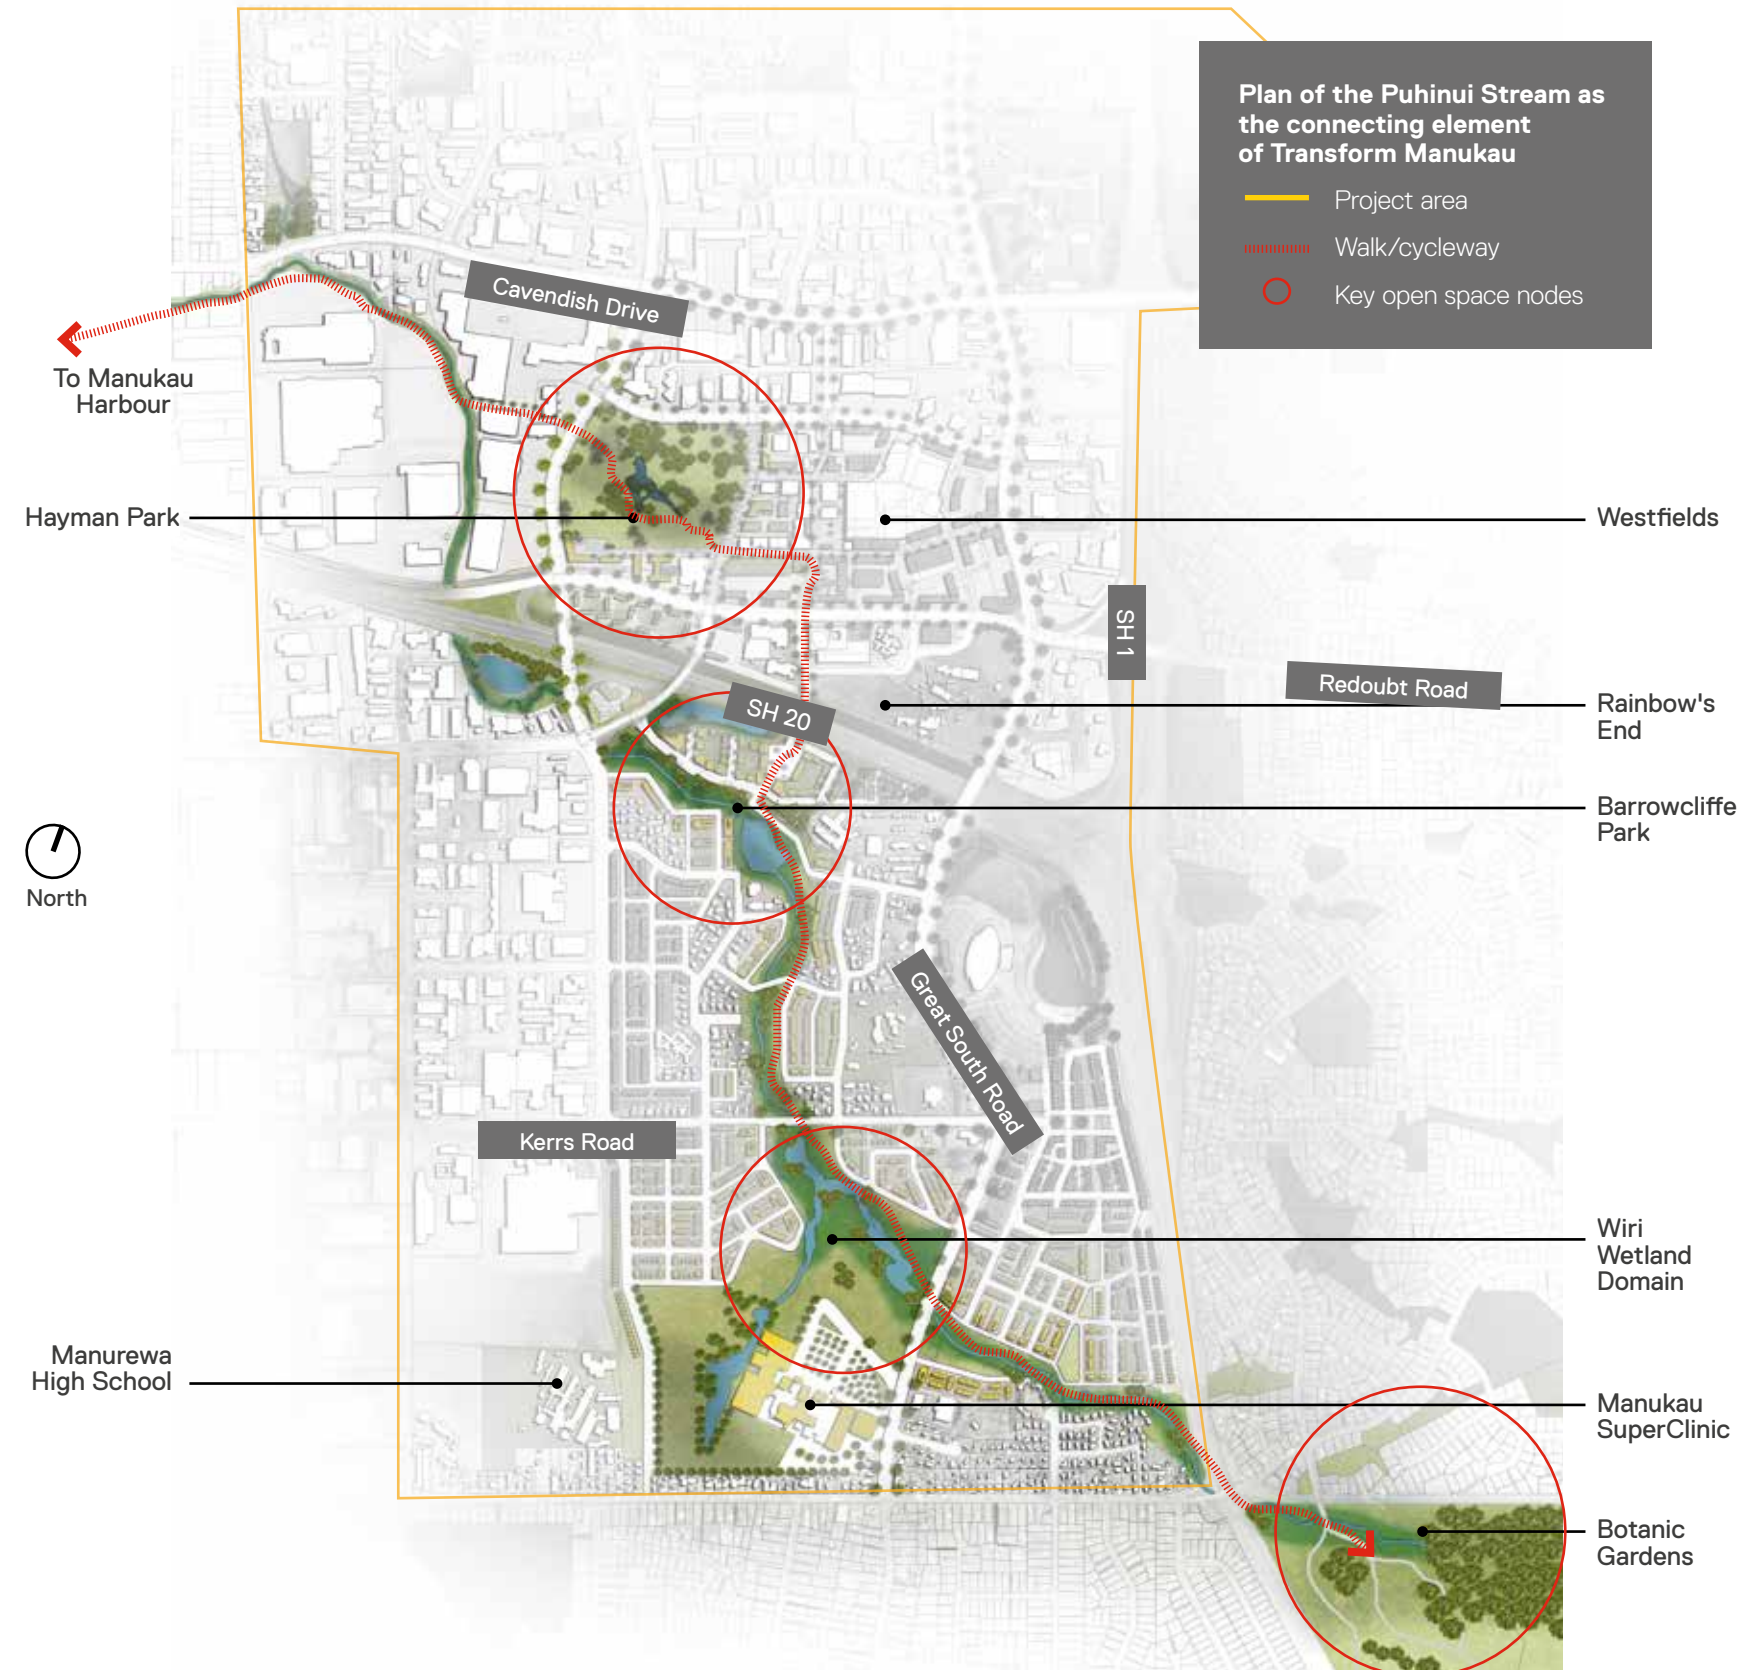 Plan of the Puhinui Stream as
the connecting element
of Transform Manukau
Project area
Walk/cycleway
Key open space nodes
Cavendish Drive
To Manukau
Harbour
Hayman Park
Westfields
SH 1
Redoubt Road
SH 20
Rainbow's
End
Barrowcliffe
Park
North
Great South Road
Kerrs Road
Wiri
Wetland
Domain
Manurewa
High School
Manukau
SuperClinic
Botanic
Gardens